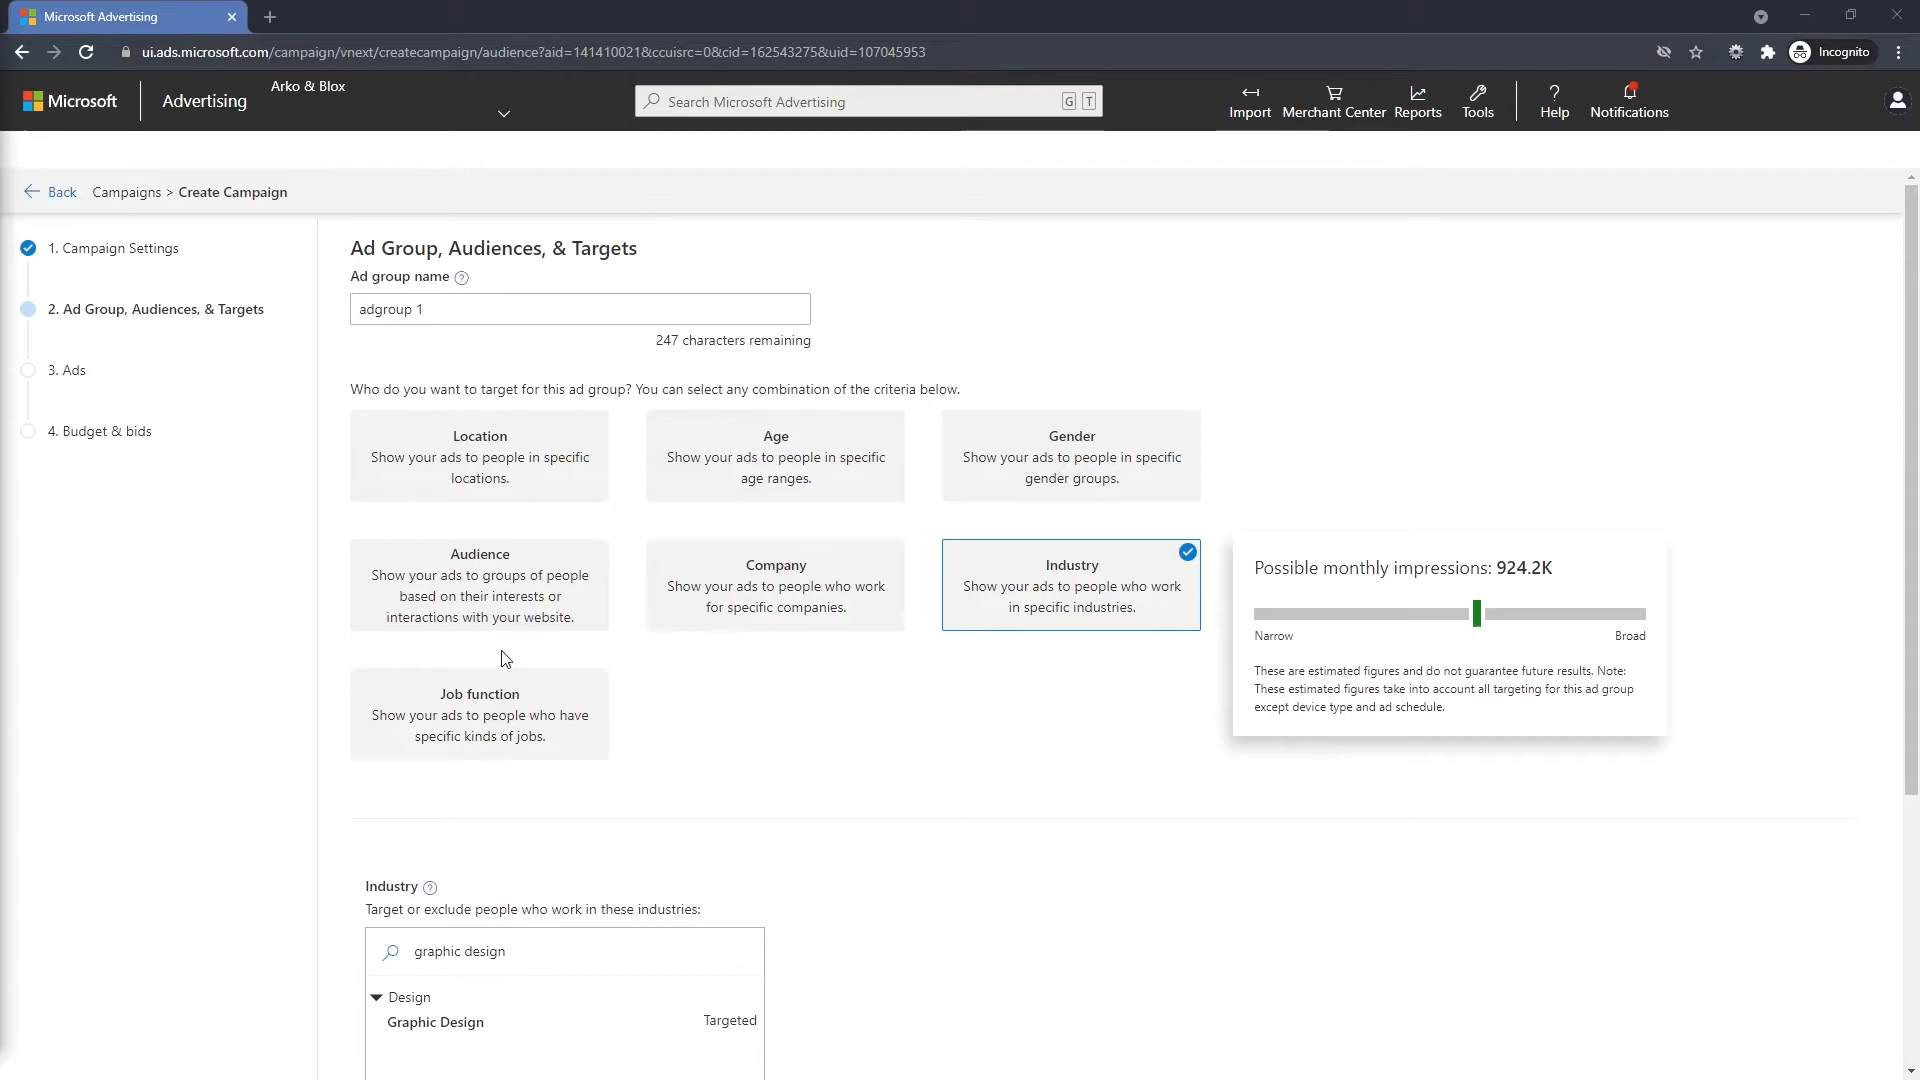 Microsoft Advertising
ui.ads.microsoft.com/campaign/vnext/createcampaign/audience?aid=141410021&ccuisrc=0&cid=162543275&uid=107045953
Incognito
Microsoft
Advertising
Arko & Blox
Search Microsoft Advertising
G T
Import
Merchant Center
Reports
Tools
Help
Notifications
Back
Campaigns > Create Campaign
1. Campaign Settings
2. Ad Group, Audiences, & Targets
3. Ads
4. Budget & bids
Ad Group, Audiences, & Targets
Ad group name ?
adgroup 1
247 characters remaining
Who do you want to target for this ad group? You can select any combination of the criteria below.
Location
Show your ads to people in specific
locations.
Age
Show your ads to people in specific
age ranges.
Gender
Show your ads to people in specific
gender groups.
Audience
Show your ads to groups of people
based on their interests or
interactions with your website.
Company
Show your ads to people who work
for specific companies.
Industry
Show your ads to people who work
in specific industries.
Job function
Show your ads to people who have
specific kinds of jobs.
Possible monthly impressions: 924.2K
Narrow
Broad
These are estimated figures and do not guarantee future results. Note:
These estimated figures take into account all targeting for this ad group
except device type and ad schedule.
Industry ?
Target or exclude people who work in these industries:
graphic design
Design
Graphic Design
Targeted